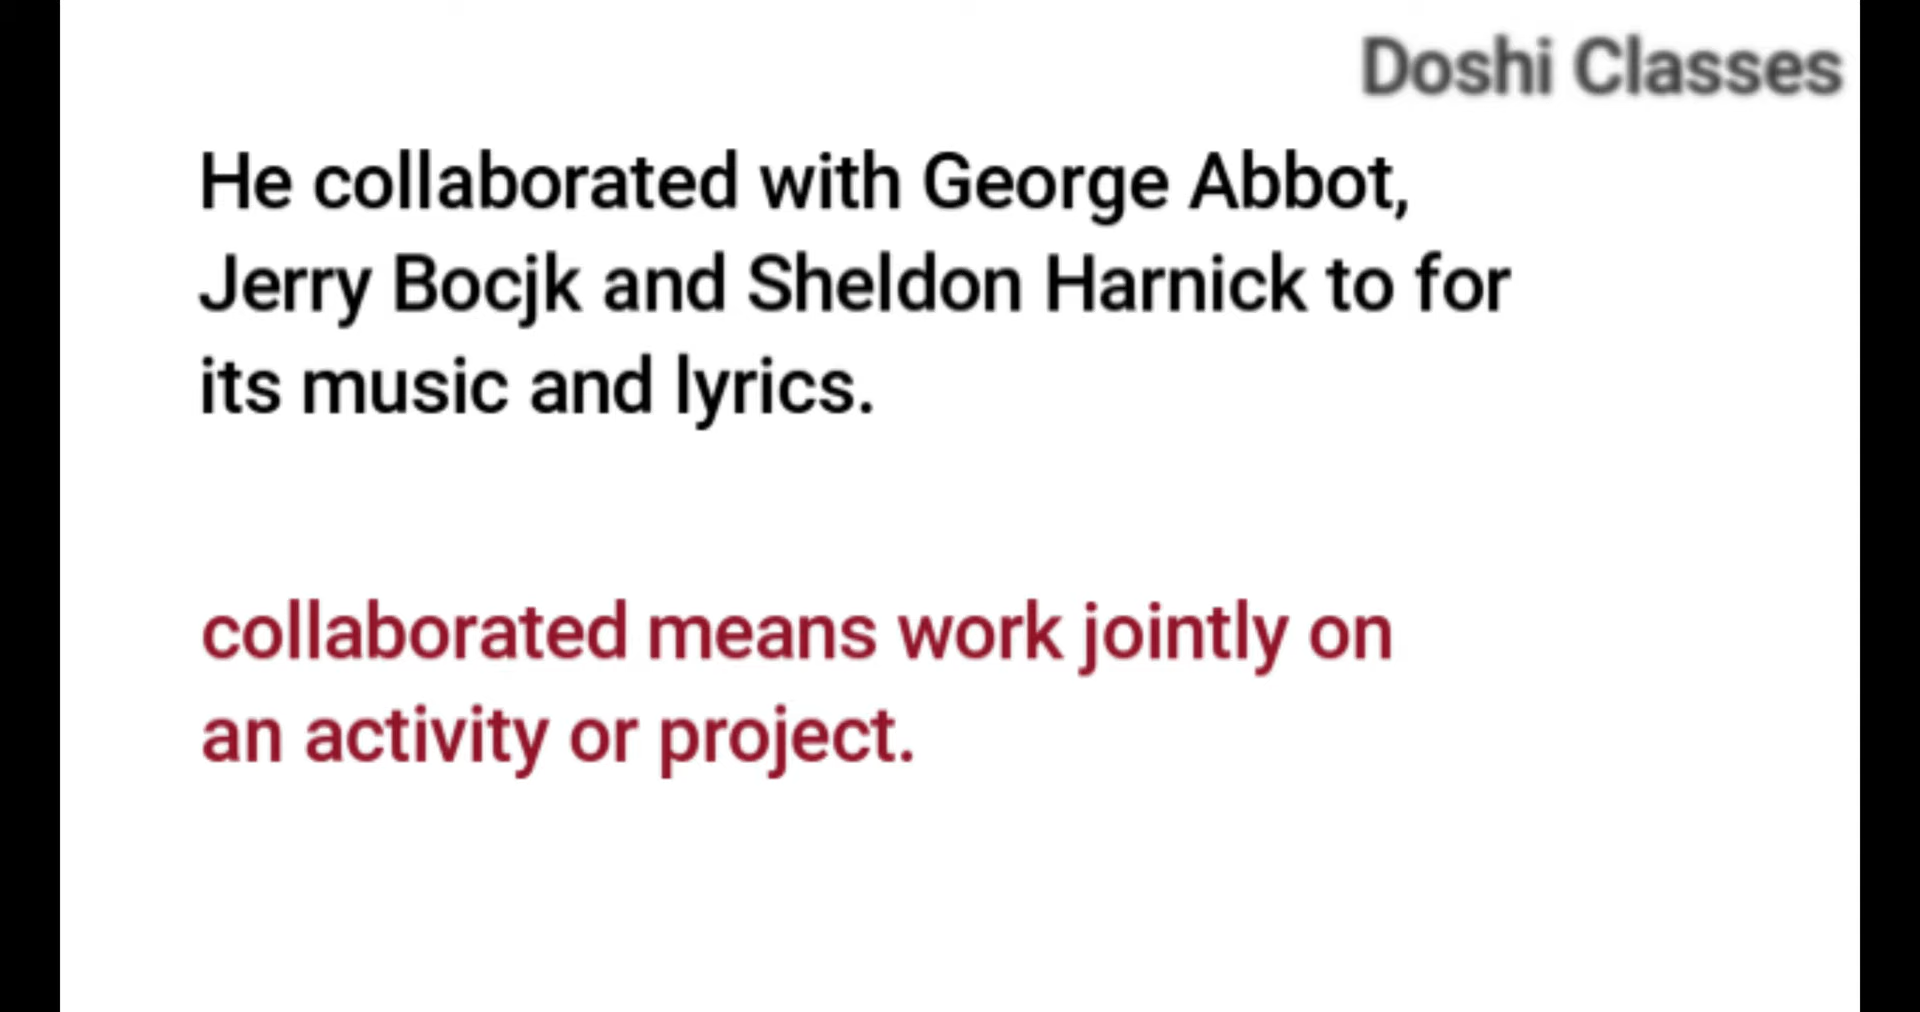 Doshi Classes
He collaborated with George Abbot,
Jerry Bocjk and Sheldon Harnick to for
its music and lyrics.
collaborated means work jointly on
an activity or project.